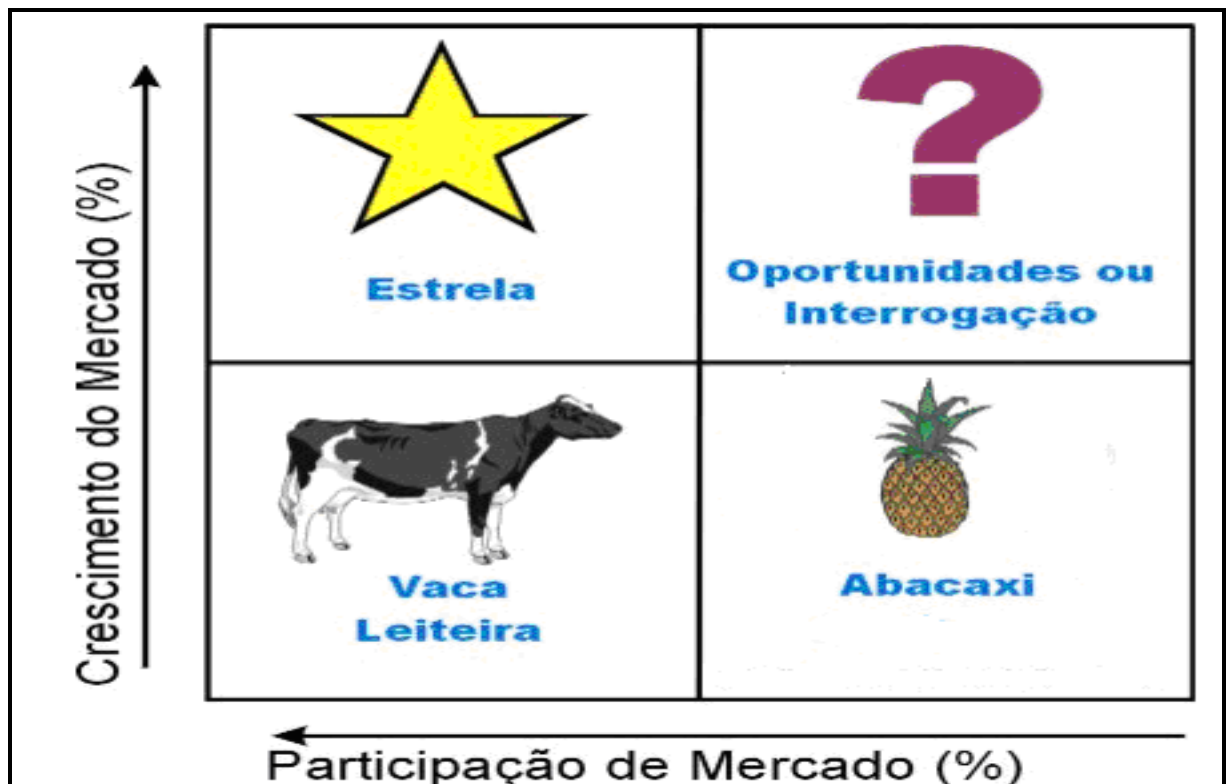 Crescimento do Mercado (%)
Estrela
Oportunidades ou
Interrogação
Vaca
Leiteira
Abacaxi
Participação de Mercado (%)